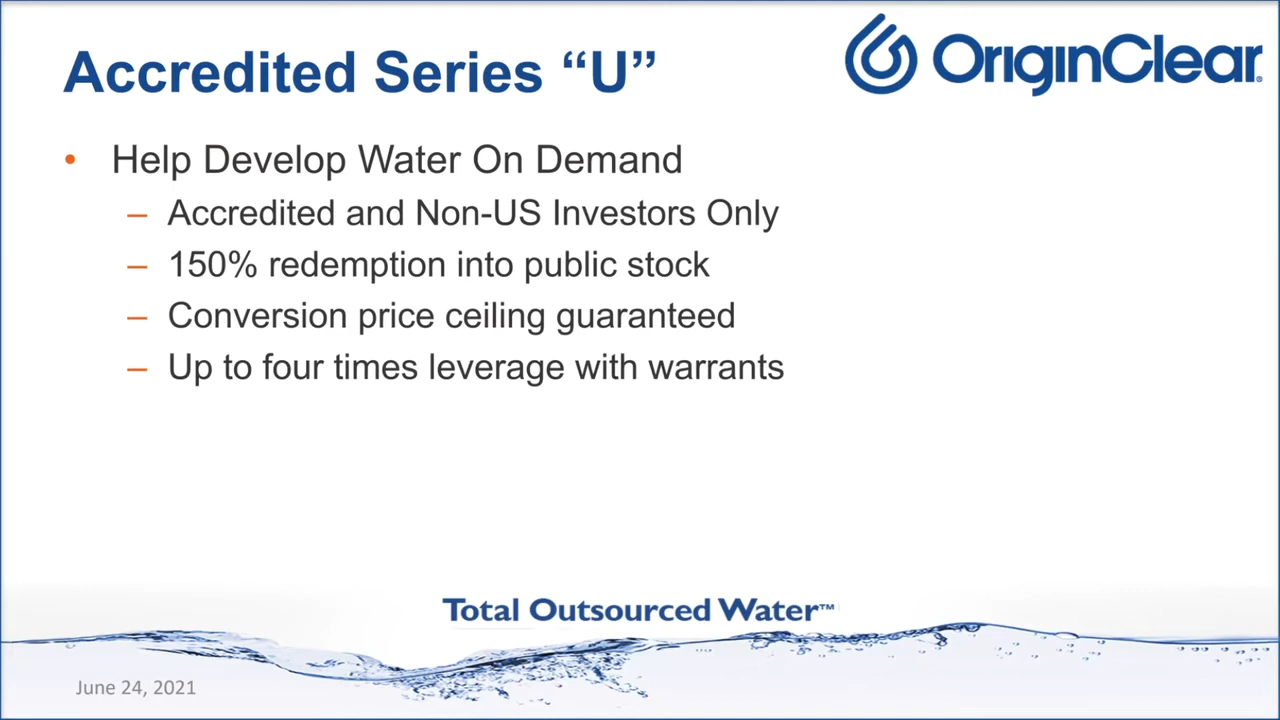 Accredited Series “U”
OriginClear®
• Help Develop Water On Demand
– Accredited and Non-US Investors Only
– 150% redemption into public stock
– Conversion price ceiling guaranteed
– Up to four times leverage with warrants
Total Outsourced Water™
June 24, 2021